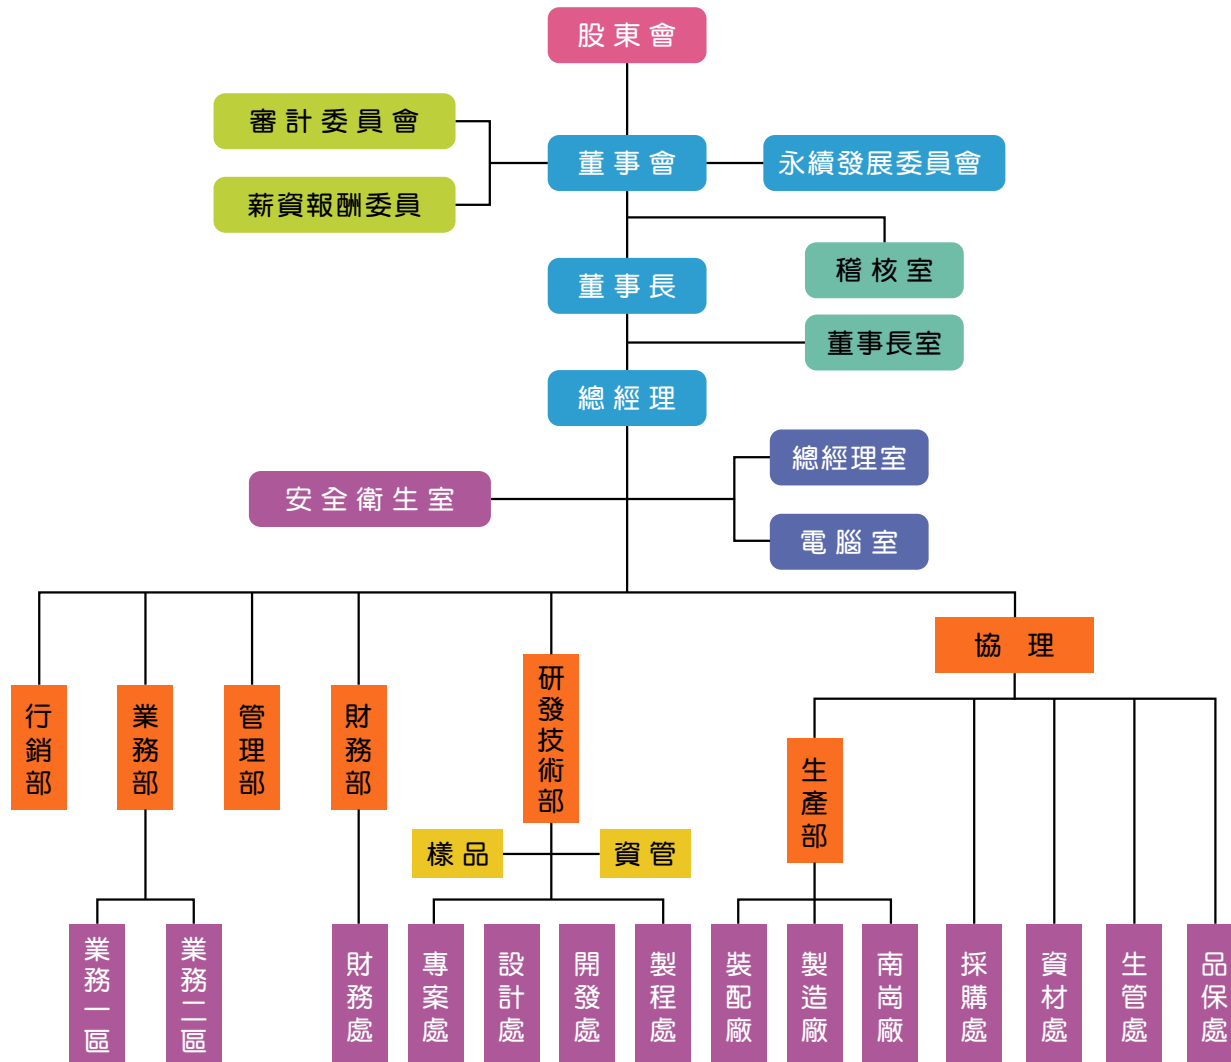 股東會
審計委員會
董事會
永續發展委員會
薪資報酬委員
稽核室
董事長
董事長室
總經理
總經理室
安全衛生室
電腦室
協理
行銷部
業務部
管理部
財務部
研發技術部
生產部
樣品
資管
業務一區
業務二區
財務處
專案處
設計處
開發處
製程處
裝配廠
製造廠
南崗廠
採購處
資材處
生管處
品保處